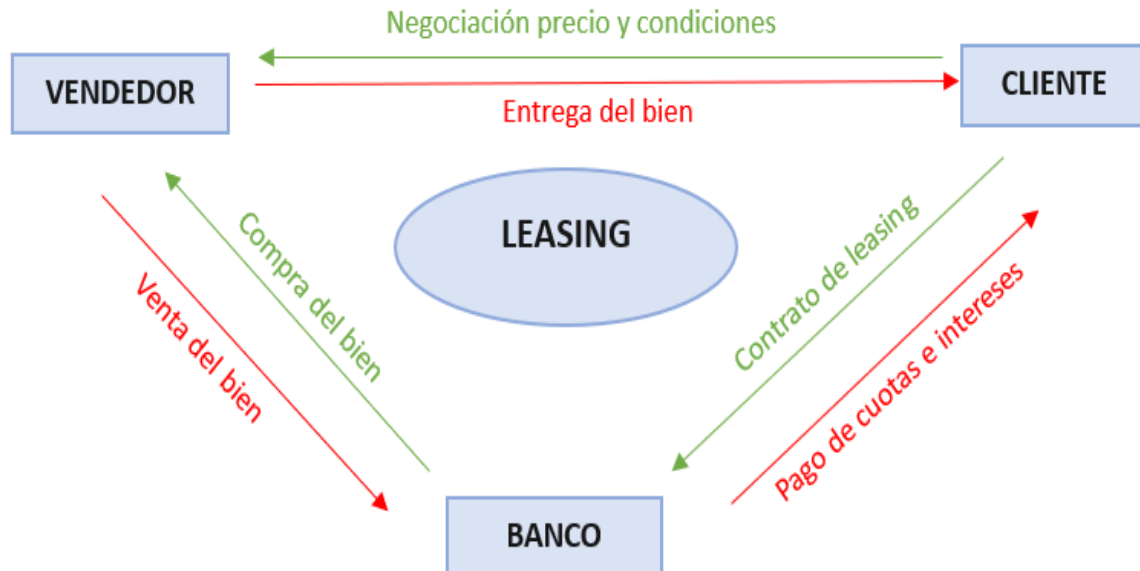 Negociación precio y condiciones
VENDEDOR
CLIENTE
Entrega del bien
LEASING
Compra del bien
Venta del bien
Contrato de leasing
Pago de cuotas e intereses
BANCO